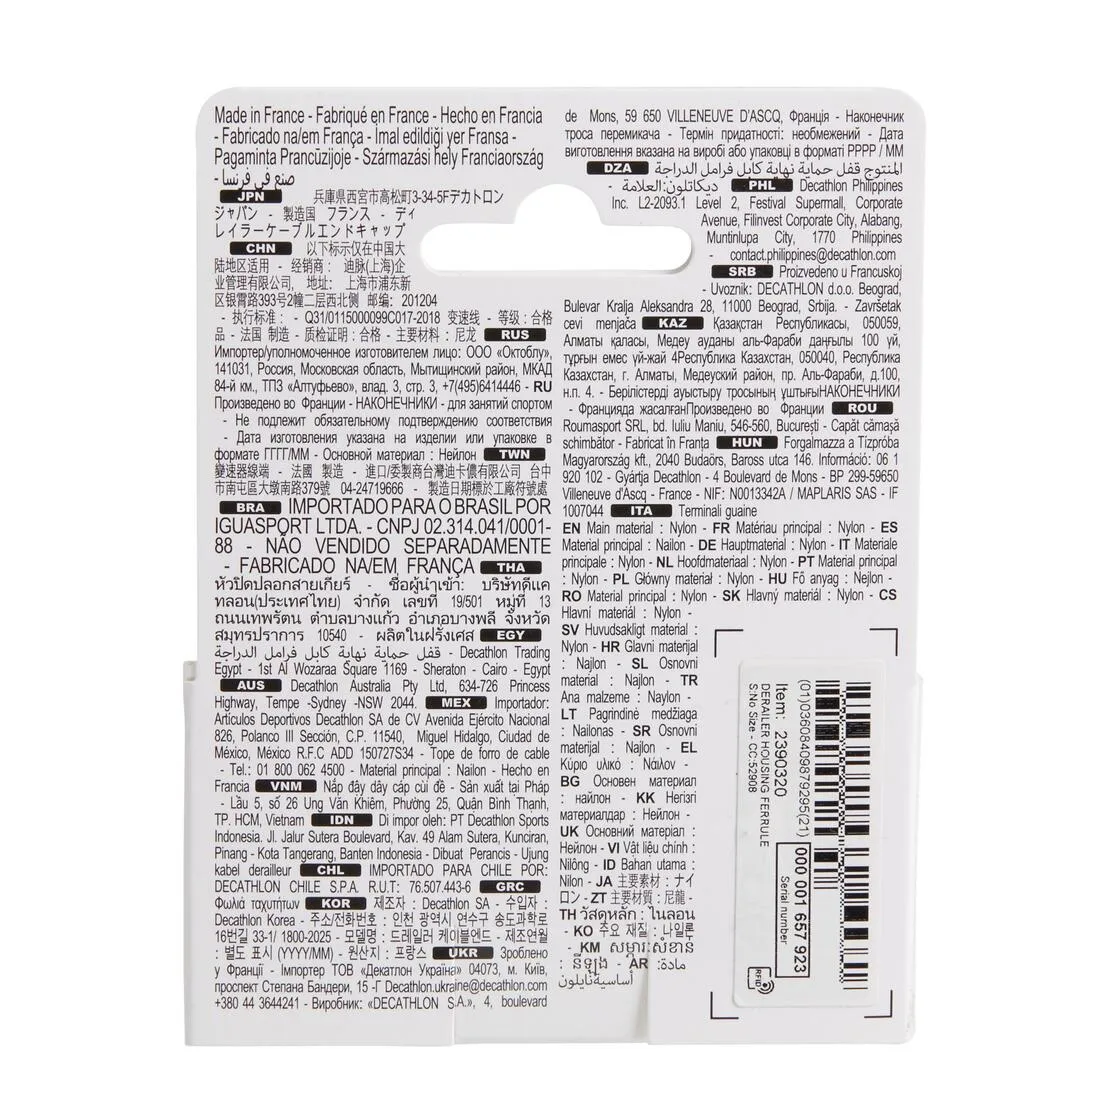 Made in France - Fabriqué en France - Hecho en Francia
- Fabricado na/em França - İmal edildiği yer Fransa -
Pagaminta Prancūzijoje - Származási hely Franciaország
- صنع في فرنسا
JPN 兵庫県西宮市高松町3-34-5Fデカトロン
ジャパン - 製造国 フランス - ディ
レイラーケーブルエンドキャップ
CHN 以下标示仅在中国大
陆地区适用 - 经销商： 迪脉(上海)企
业管理有限公司, 地址： 上海市浦东新
区银霄路393号2幢二层西北侧 邮编: 201204
- 执行标准： - Q31/0115000099C017-2018 变速线 - 等级 : 合格
品 - 法国 制造 - 质检证明 : 合格 - 主要材料 : 尼龙 RUS
Импортер/уполномоченное изготовителем лицо: ООО «Октоблу»,
141031, Россия, Московская область, Мытищинский район, МКАД
84-й км., ТПЗ «Алтуфьево», влад. 3, стр. 3, +7(495)6414446 - RU
Произведено во Франции - НАКОНЕЧНИКИ - для занятий спортом
- Не подлежит обязательному подтверждению соответствия
- Дата изготовления указана на изделии или упаковке в
формате ГГГГ/ММ - Основной материал : Нейлон TWN
變速器線端 - 法國 製造 - 進口/委製商台灣迪卡儂有限公司 台中
市南屯區大墩南路379號 04-24719666 - 製造日期標於工廠符號處
BRA IMPORTADO PARA O BRASIL POR
IGUASPORT LTDA. - CNPJ 02.314.041/0001-
88 - NÃO VENDIDO SEPARADAMENTE
- FABRICADO NA/EM FRANÇA THA
หัวปิดปลอกสายเกียร์ - ชื่อผู้นำเข้า: บริษัทดีแค
ทลอน(ประเทศไทย) จำกัด เลขที่ 19/501 หมู่ที่ 13
ถนนเทพรัตน ตำบลบางแก้ว อำเภอบางพลี จังหวัด
สมุทรปราการ 10540 - ผลิตในฝรั่งเศส EGY
قفل حماية نهاية كابل فرامل الدراجة - Decathlon Trading
Egypt - 1st Al Wozaraa Square 1169 - Sheraton - Cairo - Egypt
AUS Decathlon Australia Pty Ltd, 634-726 Princess
Highway, Tempe -Sydney -NSW 2044. MEX Importador:
Artículos Deportivos Decathlon SA de CV Avenida Ejército Nacional
826, Polanco III Sección, C.P. 11540, Miguel Hidalgo, Ciudad de
México, México R.F.C ADD 150727S34 - Tope de forro de cable
- Tel.: 01 800 062 4500 - Material principal : Nailon - Hecho en
Francia VNM Nắp đậy dây cáp cùi đề - Sản xuất tại Pháp
- Lầu 5, số 26 Ung Văn Khiêm, Phường 25, Quận Bình Thạnh,
TP. HCM, Vietnam IDN Di impor oleh: PT Decathlon Sports
Indonesia. Jl. Jalur Sutera Boulevard, Kav. 49 Alam Sutera, Kunciran,
Pinang - Kota Tangerang, Banten Indonesia - Dibuat Perancis - Ujung
kabel derailleur CHL IMPORTADO PARA CHILE POR:
DECATHLON CHILE S.P.A. R.U.T: 76.507.443-6 GRC
Φωλιά ταχυτήτων KOR 제조자 : Decathlon SA - 수입자 :
Decathlon Korea - 주소/전화번호 : 인천 광역시 연수구 송도과학로
16번길 33-1/ 1800-2025 - 모델명 : 드레일러 케이블엔드 - 제조연월
: 별도 표시 (YYYY/MM) - 원산지 : 프랑스 UKR Зроблено
у Франції - Імпортер ТОВ «Декатлон Україна» 04073, м. Київ,
проспект Степана Бандери, 15 -Г Decathlon.ukraine@decathlon.com
+380 44 3644241 - Виробник: «DECATHLON S.A.», 4, boulevard
de Mons, 59 650 VILLENEUVE D'ASCQ, Франція - Наконечник
троса перемикача - Термін придатності: необмежений - Дата
виготовлення вказана на виробі або упаковці в форматі РРРР / ММ
DZA المنتوج قفل حماية نهاية كابل فرامل الدراجة
- ديكاتلون:العلامة PHL Decathlon Philippines
Inc. L2-2093.1 Level 2, Festival Supermall, Corporate
Avenue, Filinvest Corporate City, Alabang,
Muntinlupa City, 1770 Philippines
- contact.philippines@decathlon.com
SRB Proizvedeno u Francuskoj
- Uvoznik: DECATHLON d.o.o. Beograd,
Bulevar Kralja Aleksandra 28, 11000 Beograd, Srbija. - Završetak
cevi menjača KAZ Қазақстан Республикасы, 050059,
Алматы қаласы, Медеу ауданы аль-Фараби даңғылы 100 үй,
тұрғын емес үй-жай 4Республика Казахстан, 050040, Республика
Казахстан, г. Алматы, Медеуский район, пр. Аль-Фараби, д.100,
н.п. 4. - Берілістерді ауыстыру тросының ұштығыНАКОНЕЧНИКИ
- Францияда жасалғанПроизведено во Франции ROU
Roumasport SRL, bd. Iuliu Maniu, 546-560, București - Capăt cămașă
schimbător - Fabricat în Franța HUN Forgalmazza a Tízpróba
Magyarország kft., 2040 Budaörs, Baross utca 146. Információ: 06 1
920 102 - Gyártja Decathlon - 4 Boulevard de Mons - BP 299-59650
Villeneuve d'Ascq - France - NIF: N0013342A / MAPLARIS SAS - IF
1007044 ITA Terminali guaine
EN Main material : Nylon - FR Matériau principal : Nylon - ES
Material principal : Nailon - DE Hauptmaterial : Nylon - IT Materiale
principale : Nylon - NL Hoofdmateriaal : Nylon - PT Material principal
: Nylon - PL Główny materiał : Nylon - HU Fő anyag : Nejlon -
RO Material principal : Nylon - SK Hlavný materiál : Nylon - CS
Hlavní materiál : Nylon -
SV Huvudsakligt material :
Nylon - HR Glavni materijal
: Najlon - SL Osnovni
material : Najlon - TR
Ana malzeme : Naylon -
LT Pagrindinė medžiaga
: Nailonas - SR Osnovni
materijal : Najlon - EL
Κύριο υλικό : Νάιλον -
BG Основен материал
: найлон - KK Негізгі
материалдар : Нейлон -
UK Основний матеріал :
Нейлон - VI Vật liệu chính :
Nilông - ID Bahan utama :
Nilon - JA 主要素材 : ナイ
ロン - ZT 主要材質 : 尼龍 -
TH วัสดุหลัก : ไนลอน
- KO 주요 재질 : 나일론
- KM សម្ភារៈសំខាន់
: នីឡុង - AR مادة:
أساسيةنايلون
Item: 2390320
DERAILER HOUSING FERRULE
S:No Size - CC:52908
(01)03608409879295(21)
000 001 657 923
Serial number
RFID